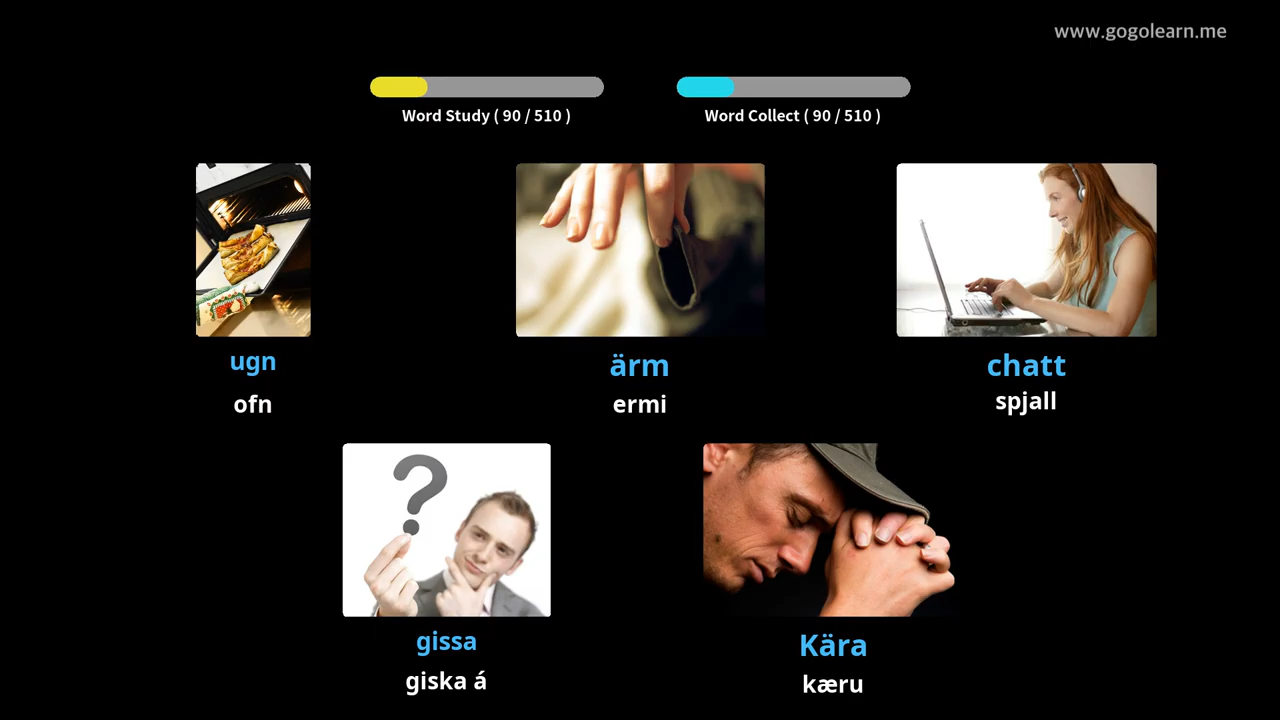 www.gogolearn.me
Word Study ( 90 / 510 )
Word Collect ( 90 / 510 )
ugn
ofn
ärm
ermi
chatt
spjall
gissa
giska á
Kära
kæru